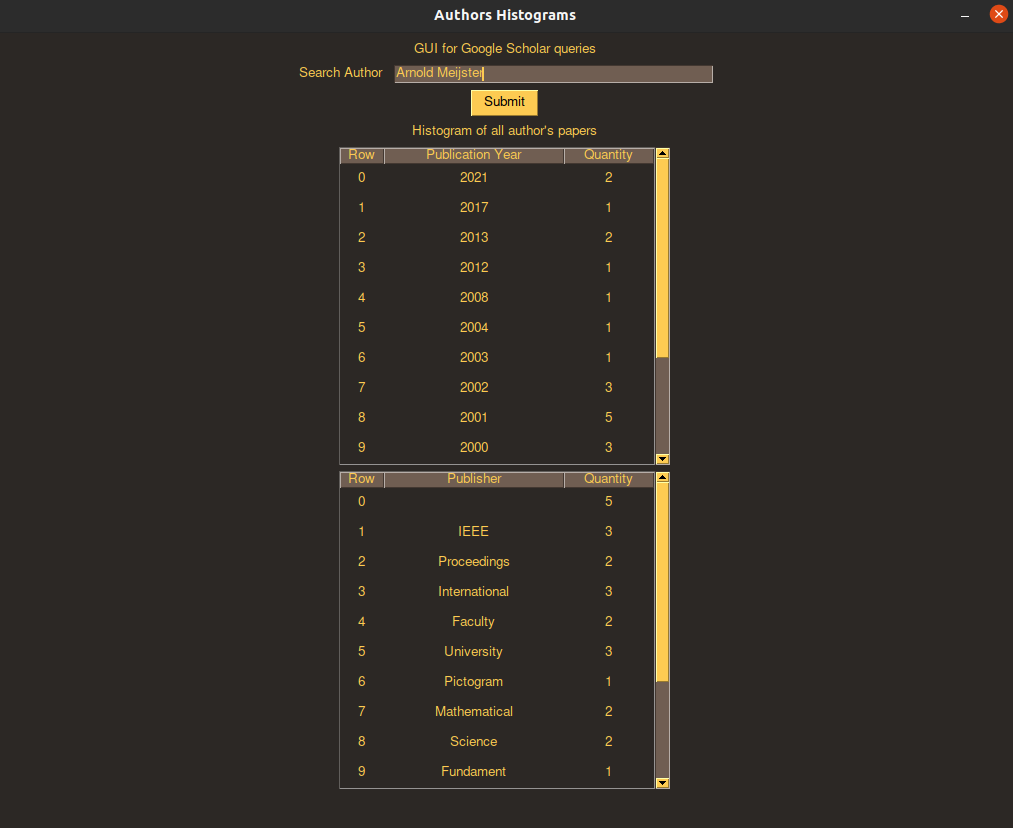 Authors Histograms
GUI for Google Scholar queries
Search Author Arnold Meijster
Submit
Histogram of all author's papers
Row Publication Year Quantity
0 2021 2
1 2017 1
2 2013 2
3 2012 1
4 2008 1
5 2004 1
6 2003 1
7 2002 3
8 2001 5
9 2000 3
Row Publisher Quantity
0 5
1 IEEE 3
2 Proceedings 2
3 International 3
4 Faculty 2
5 University 3
6 Pictogram 1
7 Mathematical 2
8 Science 2
9 Fundament 1